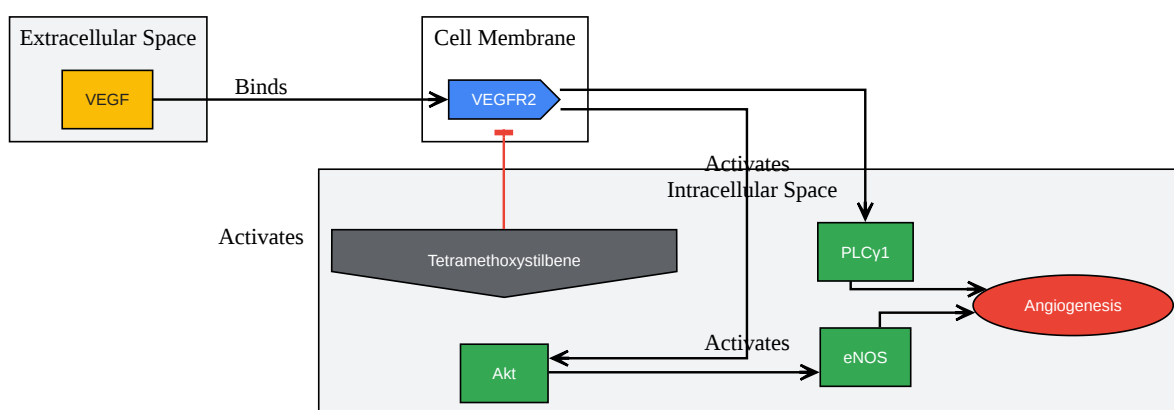 Extracellular Space
Cell Membrane
VEGF
Binds
VEGFR2
Activates
Intracellular Space
Activates
Tetramethoxystilbene
PLCγ1
Angiogenesis
Activates
Akt
eNOS